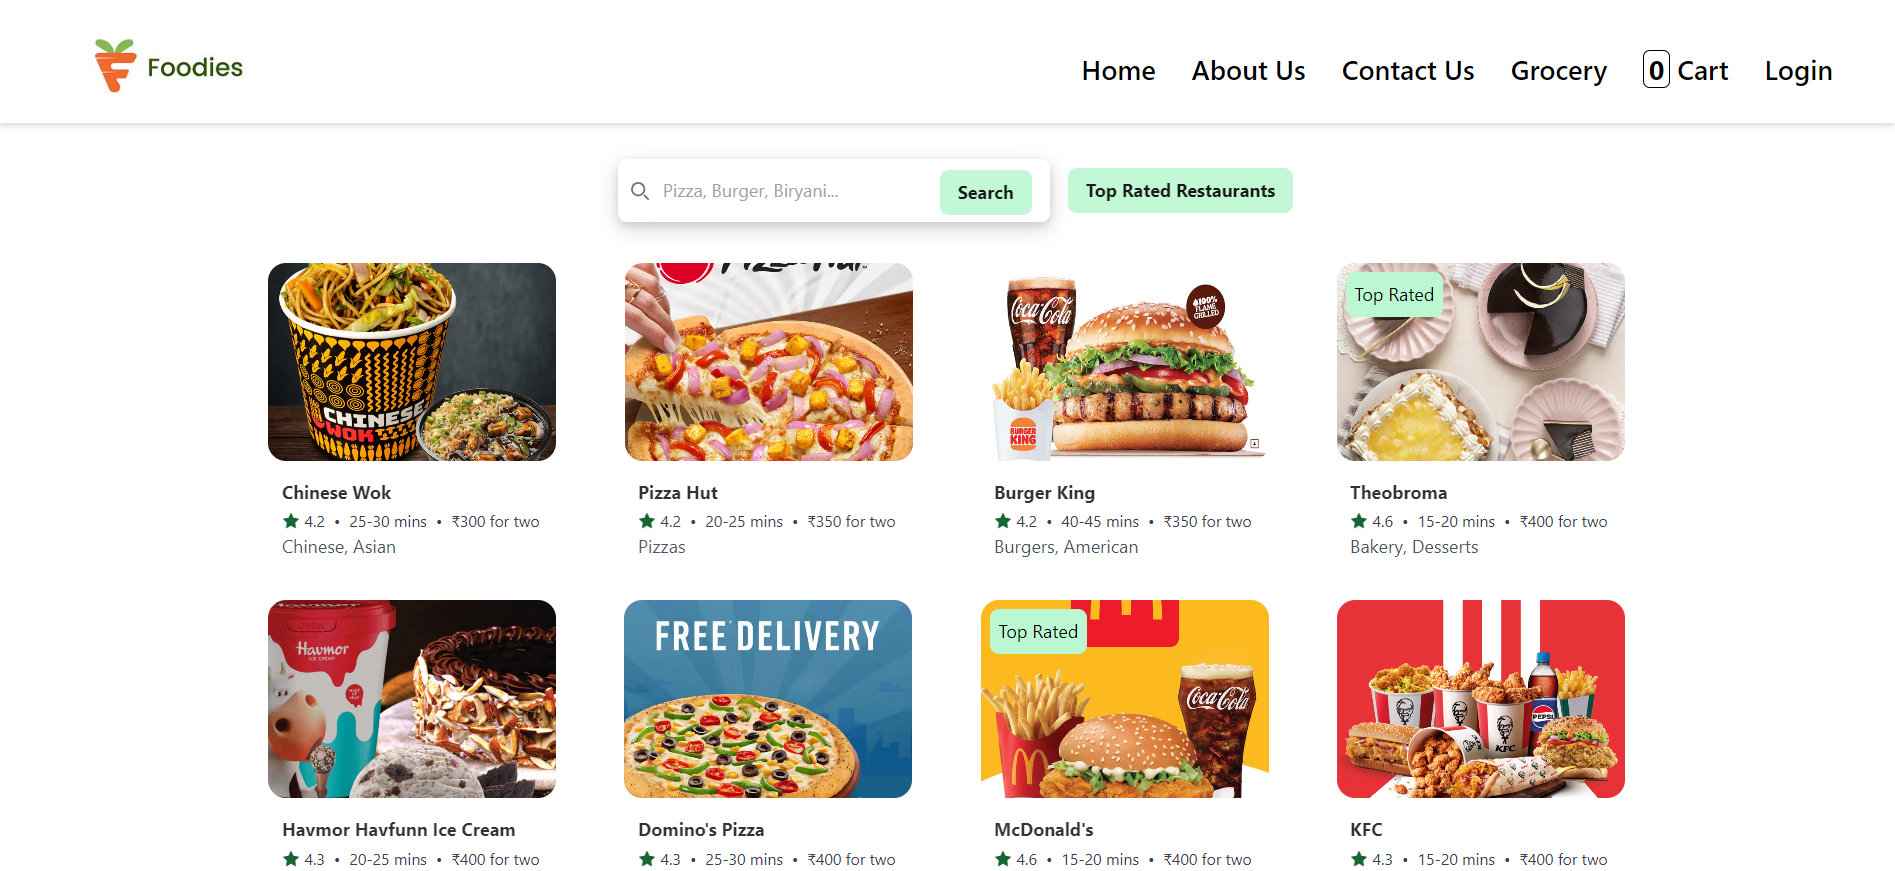 Foodies
Home About Us Contact Us Grocery 0 Cart Login
Pizza, Burger, Biryani... Search Top Rated Restaurants
CHINESE
WOK
Coca-Cola
100%
FLAME
GRILLED
BURGER
KING
Top Rated
Chinese Wok
4.2 • 25-30 mins • ₹300 for two
Chinese, Asian
Pizza Hut
4.2 • 20-25 mins • ₹350 for two
Pizzas
Burger King
4.2 • 40-45 mins • ₹350 for two
Burgers, American
Theobroma
4.6 • 15-20 mins • ₹400 for two
Bakery, Desserts
OPEN
Havmor
ICE CREAM
FREE DELIVERY
Top Rated
Coca-Cola
PEPSI
KFC
Havmor Havfunn Ice Cream
4.3 • 20-25 mins • ₹400 for two
Domino's Pizza
4.3 • 25-30 mins • ₹400 for two
McDonald's
4.6 • 15-20 mins • ₹400 for two
KFC
4.3 • 15-20 mins • ₹400 for two